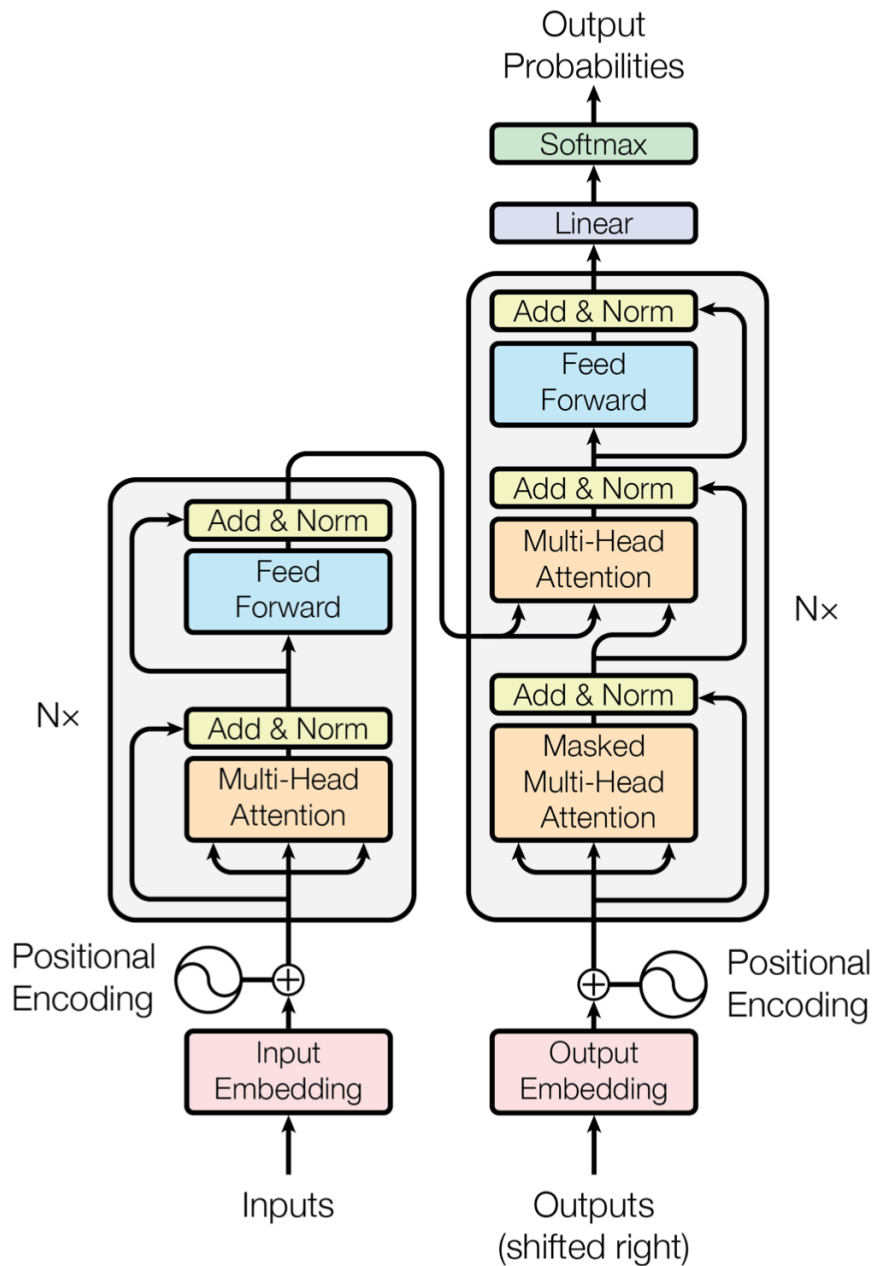 Output
Probabilities
Softmax
Linear
Add & Norm
Feed
Forward
Add & Norm
Multi-Head
Attention
Add & Norm
Masked
Multi-Head
Attention
Nx
Positional
Encoding
Output
Embedding
Outputs
(shifted right)
Add & Norm
Feed
Forward
Add & Norm
Multi-Head
Attention
Nx
Positional
Encoding
Input
Embedding
Inputs